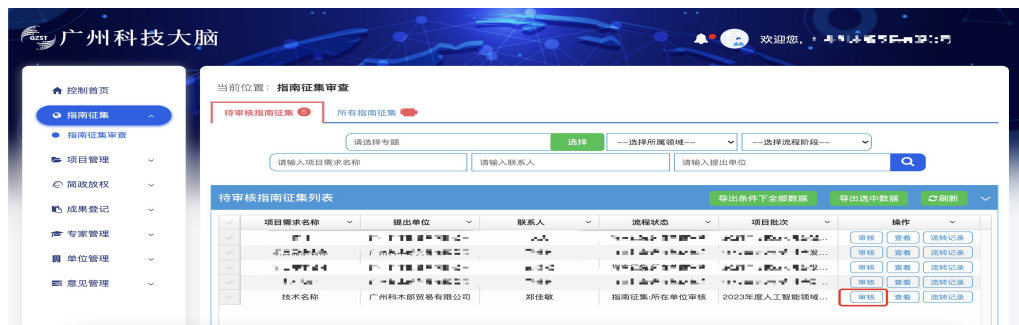 GZST 广州科技大脑
欢迎您,
控制首页
指南征集
指南征集审查
项目管理
简政放权
成果登记
专家管理
单位管理
意见管理
当前位置: 指南征集审查
待审核指南征集 5 所有指南征集
请选择专题 选择 --选择所属领域-- --选择流程阶段--
请输入项目需求名称 请输入联系人 请输入提出单位
待审核指南征集列表 导出条件下全部数据 导出选中数据 刷新
项目需求名称 提出单位 联系人 流程状态 项目批次 操作
审核 查看 流转记录
审核 查看 流转记录
审核 查看 流转记录
审核 查看 流转记录
技术名称 广州科木部贸易有限公司 郑佳敏 指南征集:所在单位审核 2023年度人工智能领域... 审核 查看 流转记录